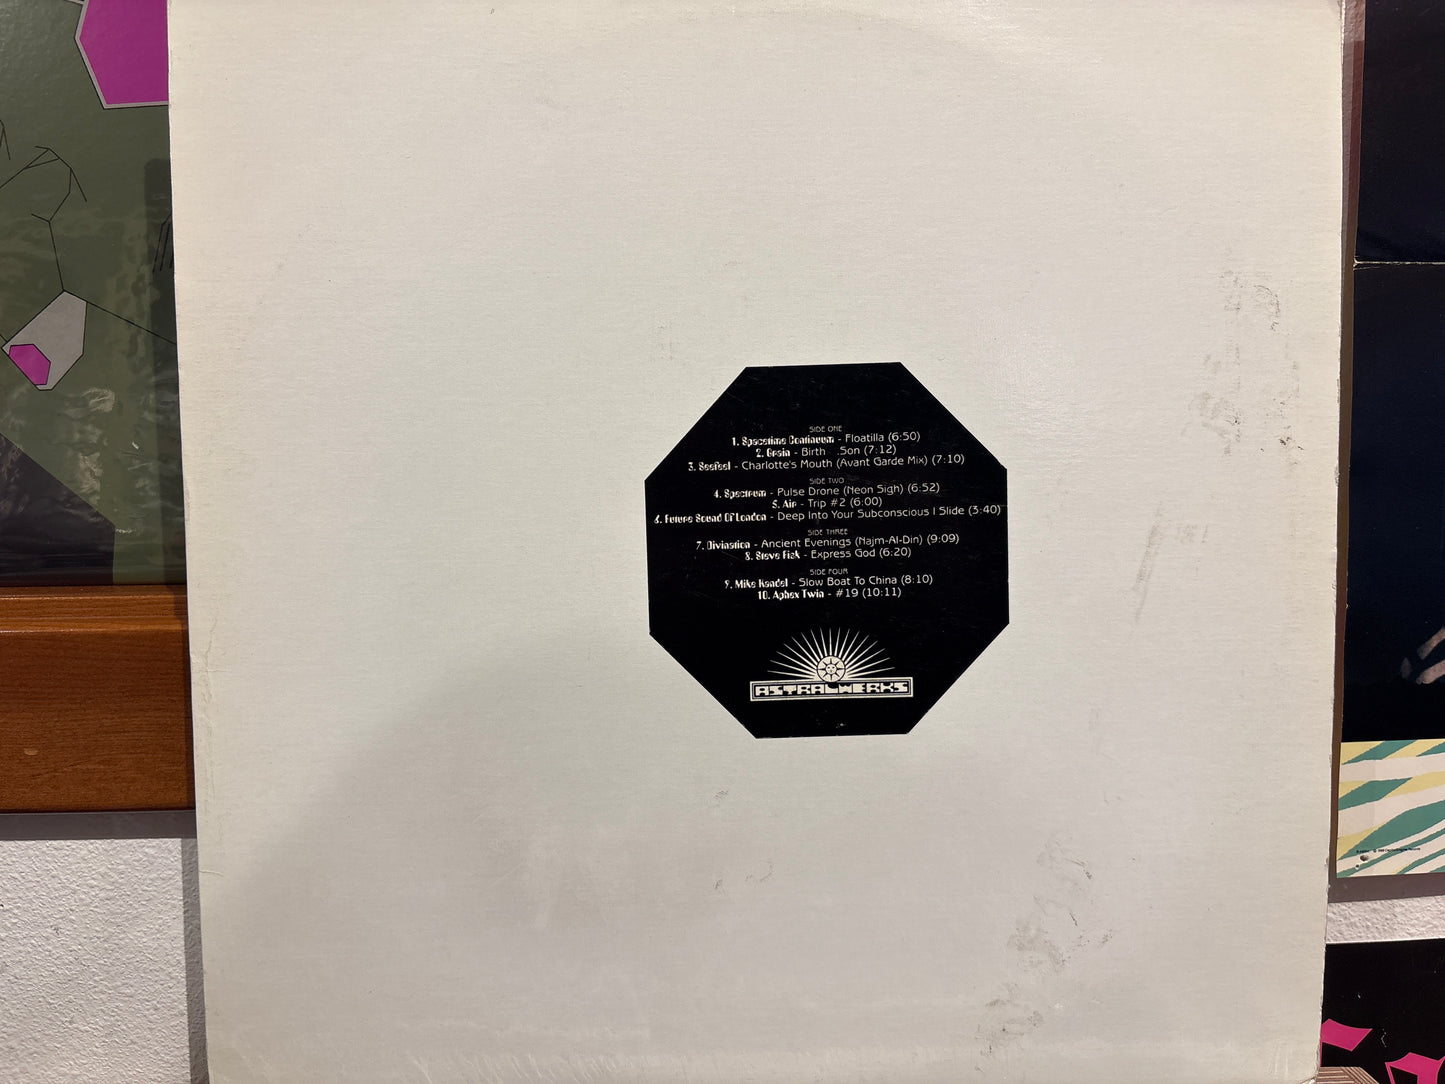 SIDE ONE
1. Spacetime Continuum - Floatilla (6:50)
2. Grain - Birth .Son (7:12)
3. Seefeel - Charlotte's Mouth (Avant Garde Mix) (7:10)
SIDE TWO
4. Spectrum - Pulse Drone (Neon Sigh) (6:52)
5. Air - Trip #2 (6:00)
6. Future Sound Of London - Deep Into Your Subconscious I Slide (3:40)
SIDE THREE
7. Divination - Ancient Evenings (Najm-Al-Din) (9:09)
8. Steve Fisk - Express God (6:20)
SIDE FOUR
9. Mike Kandel - Slow Boat To China (8:10)
10. Aphex Twin - #19 (10:11)
ASTRALWERKS